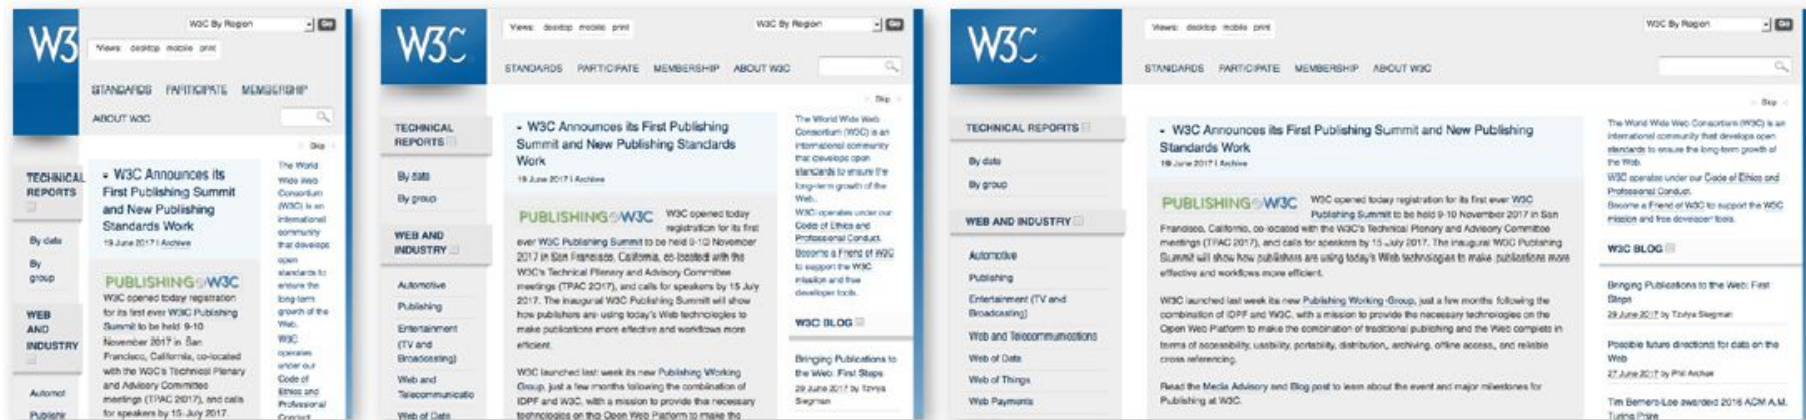 W3
W3C By Region
Go
Views: desktop mobile print
STANDARDS PARTICIPATE MEMBERSHIP
ABOUT W3C
Skip
TECHNICAL
REPORTS
By date
By
group
WEB
AND
INDUSTRY
Automot
Publishir
W3C Announces its
First Publishing Summit
and New Publishing
Standards Work
19 June 2017 | Archive
PUBLISHING@W3C
W3C opened today registration
for its first ever W3C Publishing
Summit to be held 9-10
November 2017 in San
Francisco, California, co-located
with the W3C's Technical Plenary
and Advisory Committee
meetings (TPAC 2017), and calls
for speakers by 15 July 2017.
The World
Wide Web
Consortium
(W3C) is an
international
community
that develops
open
standards to
ensure the
long-term
growth of the
Web.
W3C
operates
under our
Code of
Ethics and
Professional
Conduct.
W3C
Views: desktop mobile print
W3C By Region
Go
STANDARDS PARTICIPATE MEMBERSHIP ABOUT W3C
Skip
TECHNICAL
REPORTS
By date
By group
WEB AND
INDUSTRY
Automotive
Publishing
Entertainment
(TV and
Broadcasting)
Web and
Telecommunicatio
Web of Data
W3C Announces its First Publishing
Summit and New Publishing Standards
Work
19 June 2017 | Archive
PUBLISHING@W3C W3C opened today
registration for its first
ever W3C Publishing Summit to be held 9-10 November
2017 in San Francisco, California, co-located with the
W3C's Technical Plenary and Advisory Committee
meetings (TPAC 2017), and calls for speakers by 15 July
2017. The inaugural W3C Publishing Summit will show
how publishers are using today's Web technologies to
make publications more effective and workflows more
efficient.
W3C launched last week its new Publishing Working
Group, just a few months following the combination of
IDPF and W3C, with a mission to provide the necessary
technologies on the Open Web Platform to make the
The World Wide Web
Consortium (W3C) is an
international community
that develops open
standards to ensure the
long-term growth of the
Web.
W3C operates under our
Code of Ethics and
Professional Conduct.
Become a Friend of W3C
to support the W3C
mission and free
developer tools.
W3C BLOG
Bringing Publications to
the Web: First Steps
29 June 2017 by Tzviya
Siegman
W3C
Views: desktop mobile print
W3C By Region
Go
STANDARDS PARTICIPATE MEMBERSHIP ABOUT W3C
Skip
TECHNICAL REPORTS
By date
By group
WEB AND INDUSTRY
Automotive
Publishing
Entertainment (TV and
Broadcasting)
Web and Telecommunications
Web of Data
Web of Things
Web Payments
W3C Announces its First Publishing Summit and New Publishing
Standards Work
19 June 2017 | Archive
PUBLISHING@W3C W3C opened today registration for its first ever W3C
Publishing Summit to be held 9-10 November 2017 in San
Francisco, California, co-located with the W3C's Technical Plenary and Advisory Committee
meetings (TPAC 2017), and calls for speakers by 15 July 2017. The inaugural W3C Publishing
Summit will show how publishers are using today's Web technologies to make publications more
effective and workflows more efficient.
W3C launched last week its new Publishing Working Group, just a few months following the
combination of IDPF and W3C, with a mission to provide the necessary technologies on the
Open Web Platform to make the combination of traditional publishing and the Web complete in
terms of accessibility, usability, portability, distribution, archiving, offline access, and reliable
cross referencing.
Read the Media Advisory and Blog post to learn about the event and major milestones for
Publishing at W3C.
The World Wide Web Consortium (W3C) is an
international community that develops open
standards to ensure the long-term growth of
the Web.
W3C operates under our Code of Ethics and
Professional Conduct.
Become a Friend of W3C to support the W3C
mission and free developer tools.
W3C BLOG
Bringing Publications to the Web: First
Steps
29 June 2017 by Tzviya Siegman
Possible future directions for data on the
Web
27 June 2017 by Phil Archer
Tim Berners-Lee awarded 2016 ACM A.M.
Turing Prize